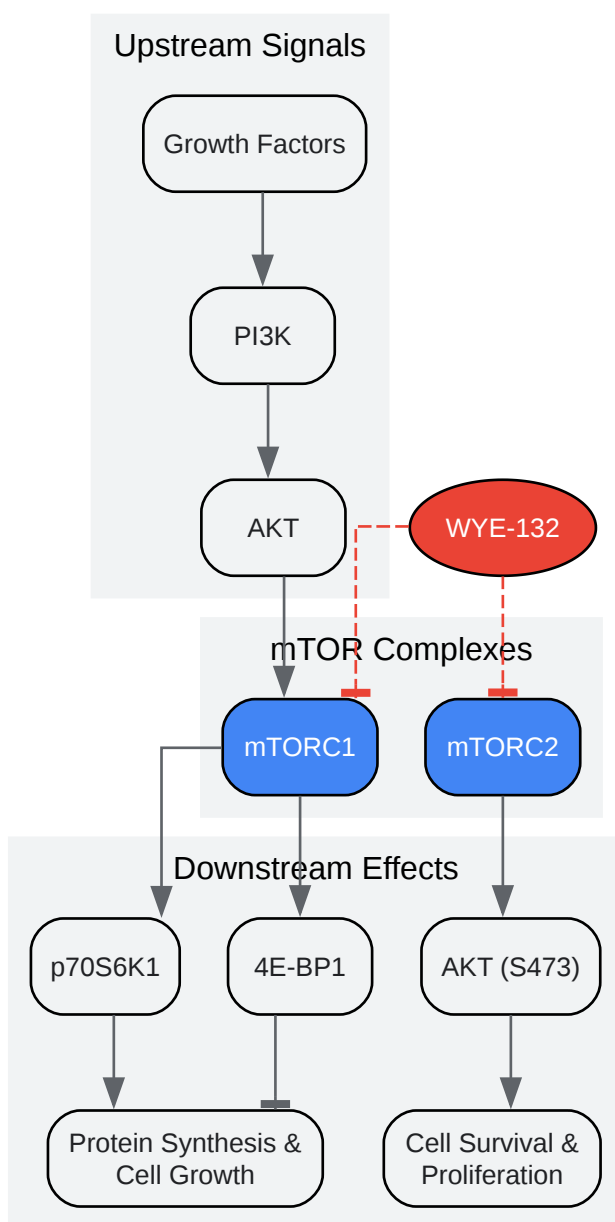 Upstream Signals
Growth Factors
PI3K
AKT
WYE-132
mTOR Complexes
mTORC1
mTORC2
Downstream Effects
p70S6K1
4E-BP1
AKT (S473)
Protein Synthesis &
Cell Growth
Cell Survival &
Proliferation